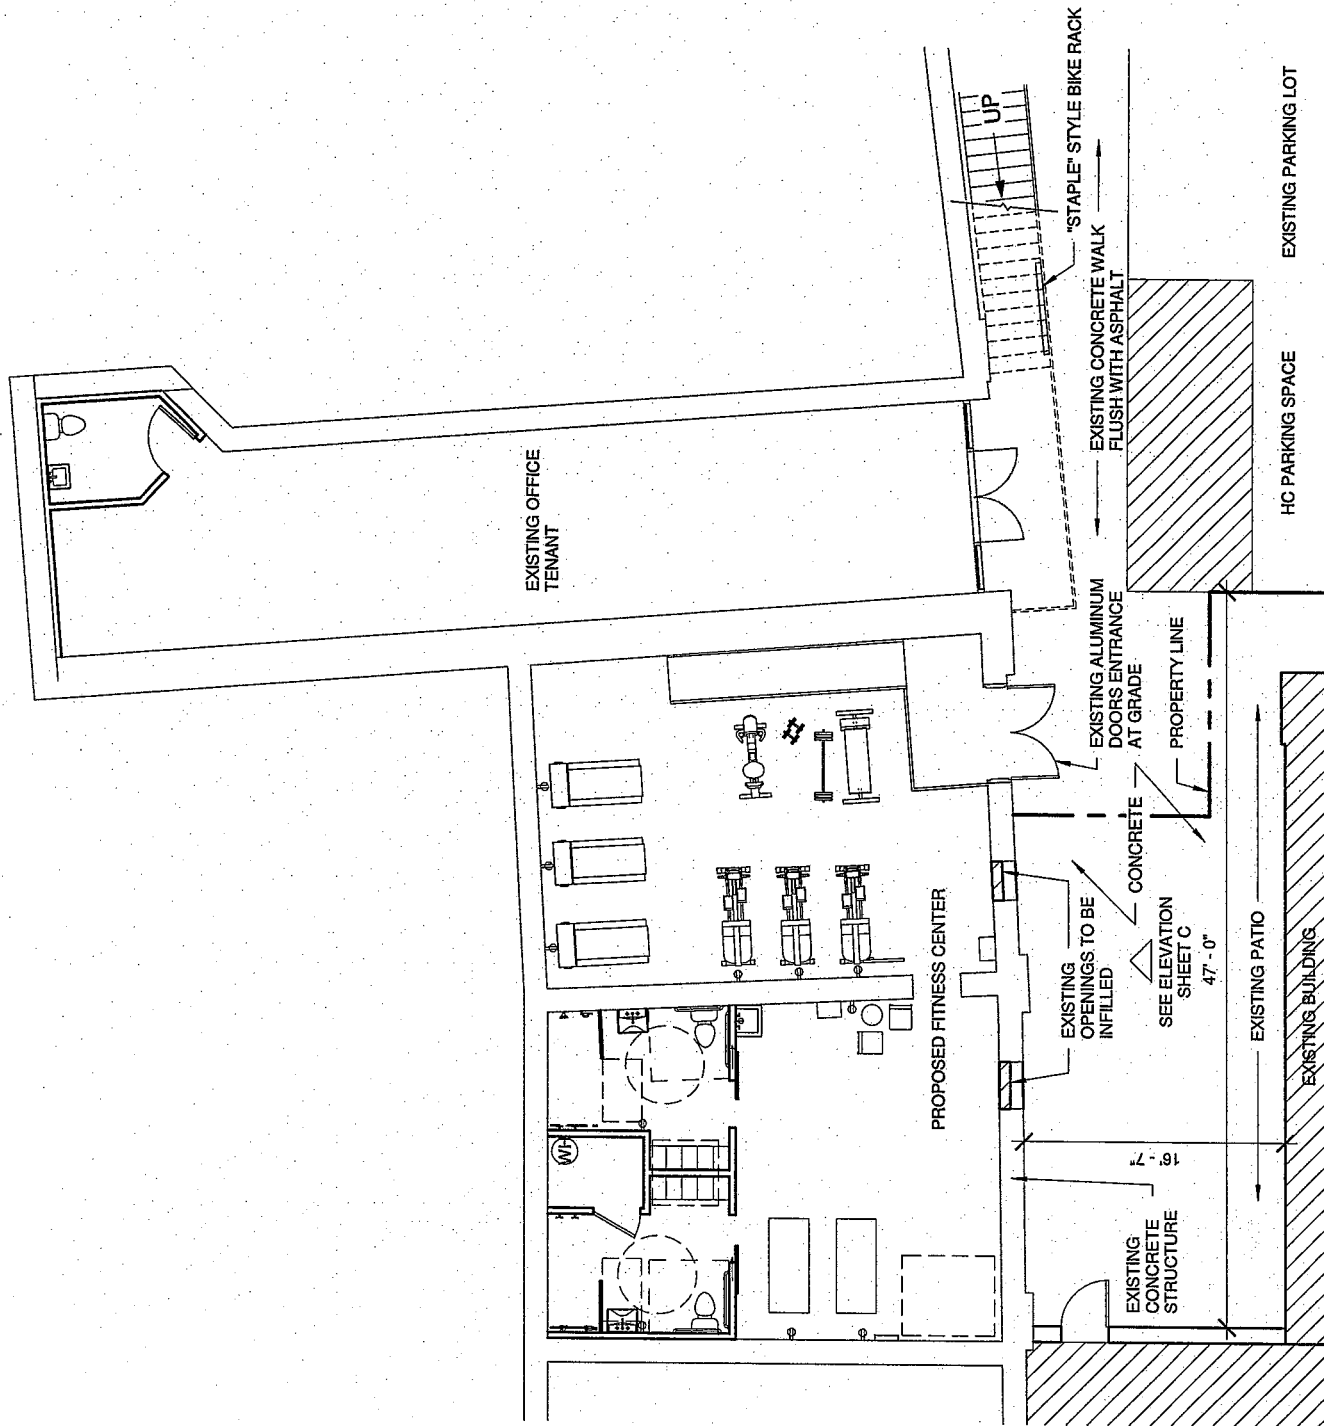 EXISTING OFFICE
TENANT
UP
"STAPLE" STYLE BIKE RACK
EXISTING CONCRETE WALK
FLUSH WITH ASPHALT
EXISTING PARKING LOT
HC PARKING SPACE
EXISTING ALUMINUM
DOORS ENTRANCE
AT GRADE
PROPERTY LINE
CONCRETE
PROPOSED FITNESS CENTER
EXISTING
OPENINGS TO BE
INFILLED
SEE ELEVATION
SHEET C
47' - 0"
EXISTING PATIO
EXISTING BUILDING
WH
16' - 7"
EXISTING
CONCRETE
STRUCTURE